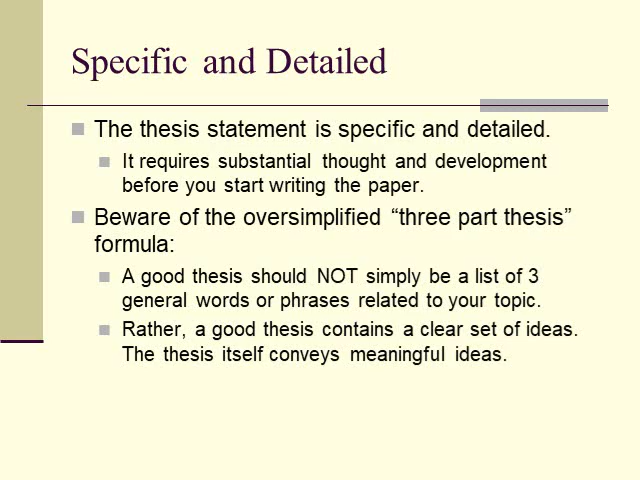 Specific and Detailed
The thesis statement is specific and detailed.
It requires substantial thought and development
before you start writing the paper.
Beware of the oversimplified “three part thesis”
formula:
A good thesis should NOT simply be a list of 3
general words or phrases related to your topic.
Rather, a good thesis contains a clear set of ideas.
The thesis itself conveys meaningful ideas.